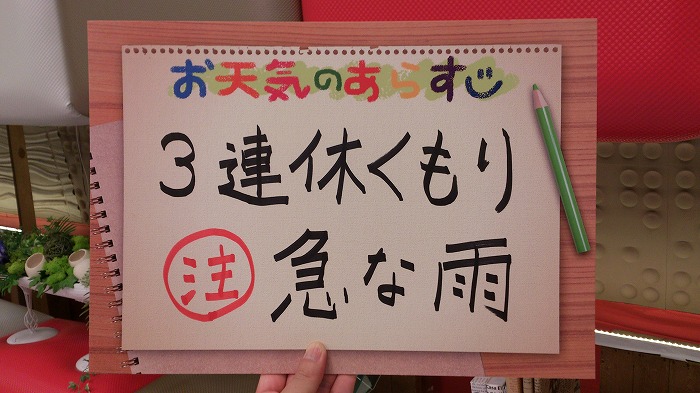 お天気のあらすじ
３連休くもり
注 急な雨